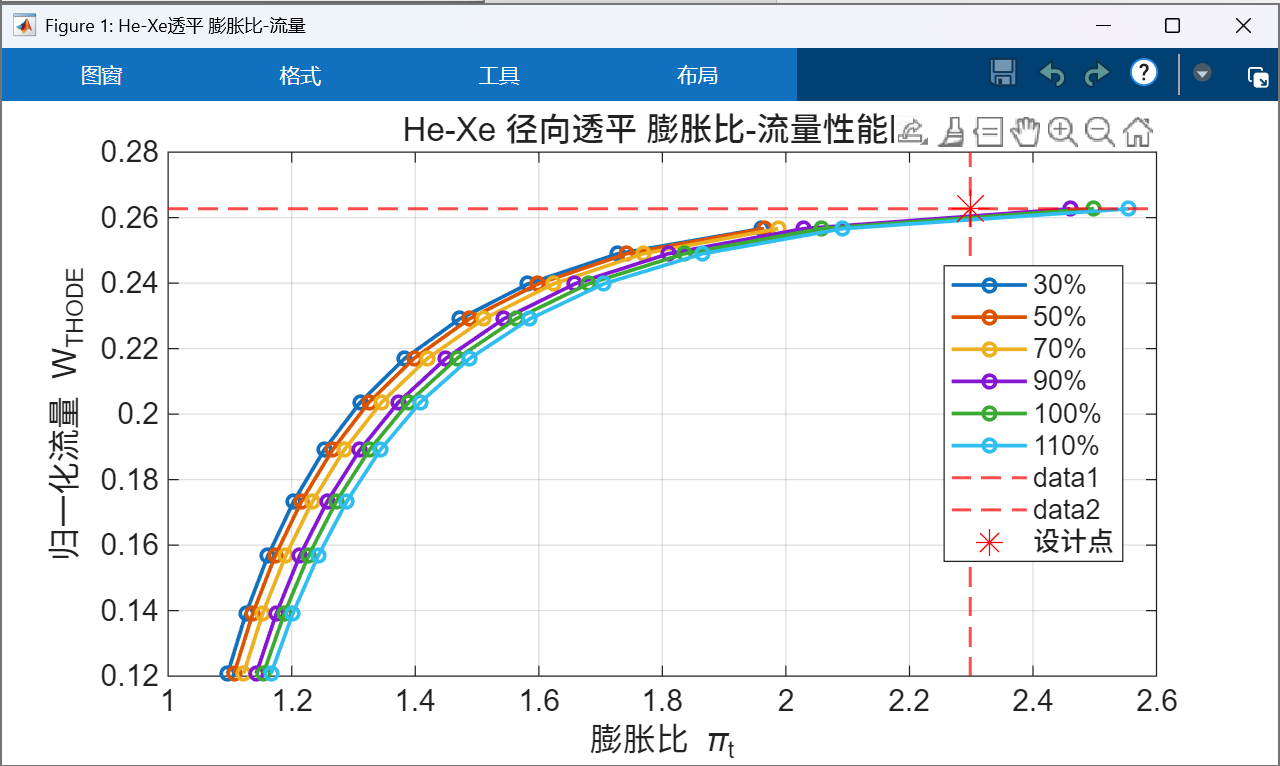 Figure 1: He-Xe透平 膨胀比-流量
图窗 格式 工具 布局
He-Xe 径向透平 膨胀比-流量性能
0.28
0.26
0.24
0.22
0.2
0.18
0.16
0.14
0.12
归一化流量 W_THODE
1 1.2 1.4 1.6 1.8 2 2.2 2.4 2.6
膨胀比 π_t
30%
50%
70%
90%
100%
110%
data1
data2
设计点